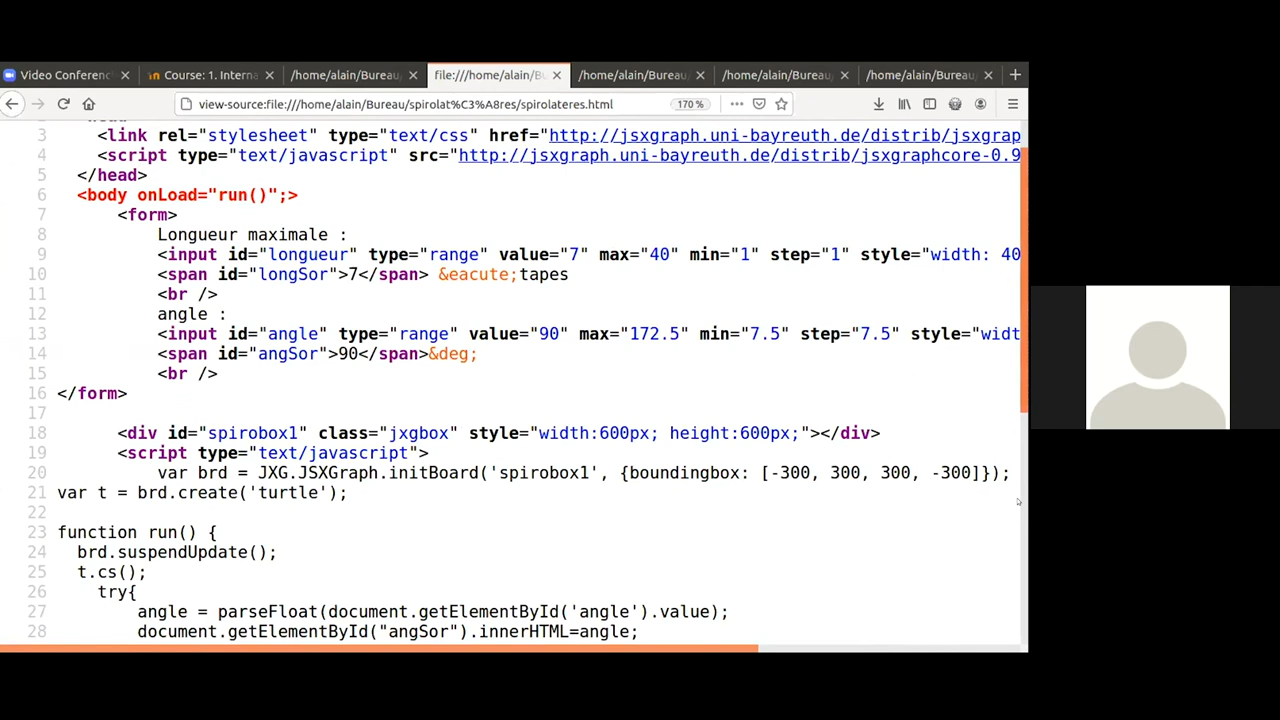 Video Conferenc
Course: 1. Interna
/home/alain/Bureau/
file:///home/alain/Bu
/home/alain/Bureau/
/home/alain/Bureau/
/home/alain/Bureau/
view-source:file:///home/alain/Bureau/spirolat%C3%A8res/spirolateres.html
170 %
3 <link rel="stylesheet" type="text/css" href="http://jsxgraph.uni-bayreuth.de/distrib/jsxgrap
4 <script type="text/javascript" src="http://jsxgraph.uni-bayreuth.de/distrib/jsxgraphcore-0.9
5 </head>
6 <body onLoad="run()";>
7 <form>
8 Longueur maximale :
9 <input id="longueur" type="range" value="7" max="40" min="1" step="1" style="width: 40
10 <span id="longSor">7</span> &eacute;tapes
11 <br />
12 angle :
13 <input id="angle" type="range" value="90" max="172.5" min="7.5" step="7.5" style="widt
14 <span id="angSor">90</span>&deg;
15 <br />
16 </form>
17
18 <div id="spirobox1" class="jxgbox" style="width:600px; height:600px;"></div>
19 <script type="text/javascript">
20 var brd = JXG.JSXGraph.initBoard('spirobox1', {boundingbox: [-300, 300, 300, -300]});
21 var t = brd.create('turtle');
22
23 function run() {
24 brd.suspendUpdate();
25 t.cs();
26 try{
27 angle = parseFloat(document.getElementById('angle').value);
28 document.getElementById("angSor").innerHTML=angle;